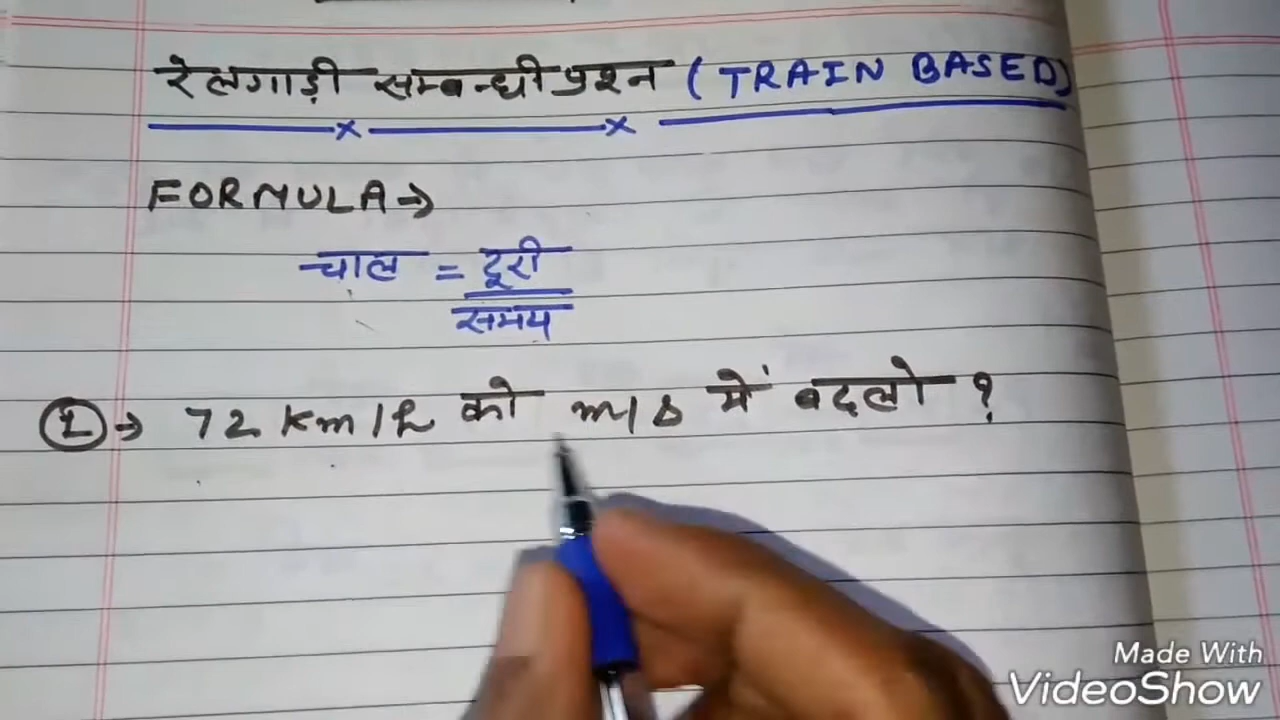 रेलगाड़ी सम्बन्धी प्रश्न (TRAIN BASED)
FORMULA→
चाल = दूरी
समय
1→ 72 km/h को m/s में बदलो ?
Made With
VideoShow